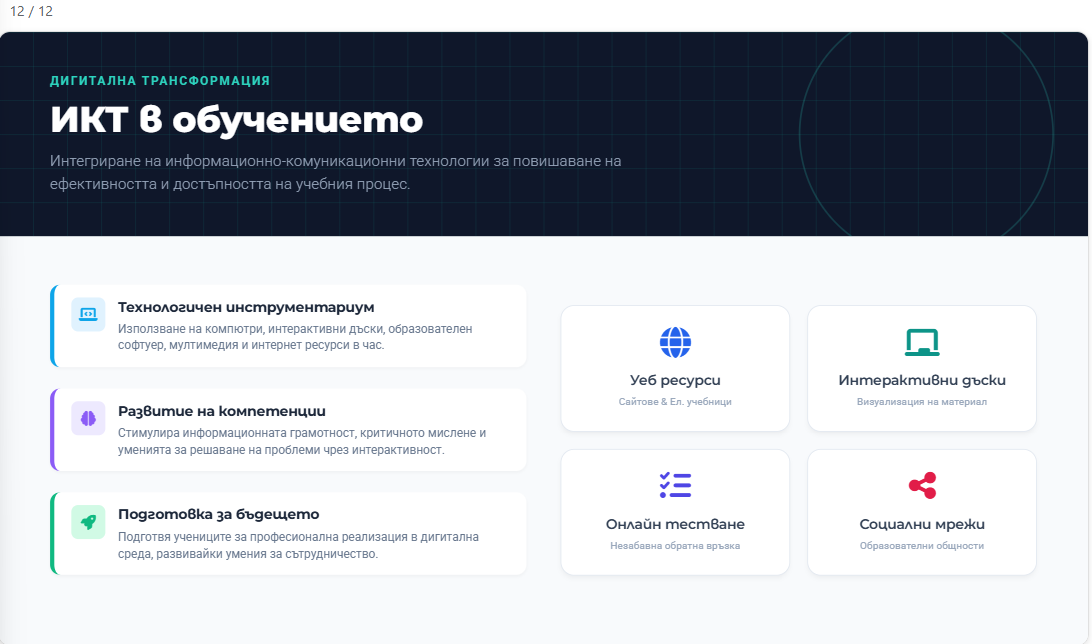 12 / 12
ДИГИТАЛНА ТРАНСФОРМАЦИЯ
ИКТ в обучението
Интегриране на информационно-комуникационни технологии за повишаване на
ефективността и достъпността на учебния процес.
Технологичен инструментариум
Използване на компютри, интерактивни дъски, образователен
софтуер, мултимедия и интернет ресурси в час.
Развитие на компетенции
Стимулира информационната грамотност, критичното мислене и
уменията за решаване на проблеми чрез интерактивност.
Подготовка за бъдещето
Подготвя учениците за професионална реализация в дигитална
среда, развивайки умения за сътрудничество.
Уеб ресурси
Сайтове & Ел. учебници
Интерактивни дъски
Визуализация на материал
Онлайн тестване
Незабавна обратна връзка
Социални мрежи
Образователни общности